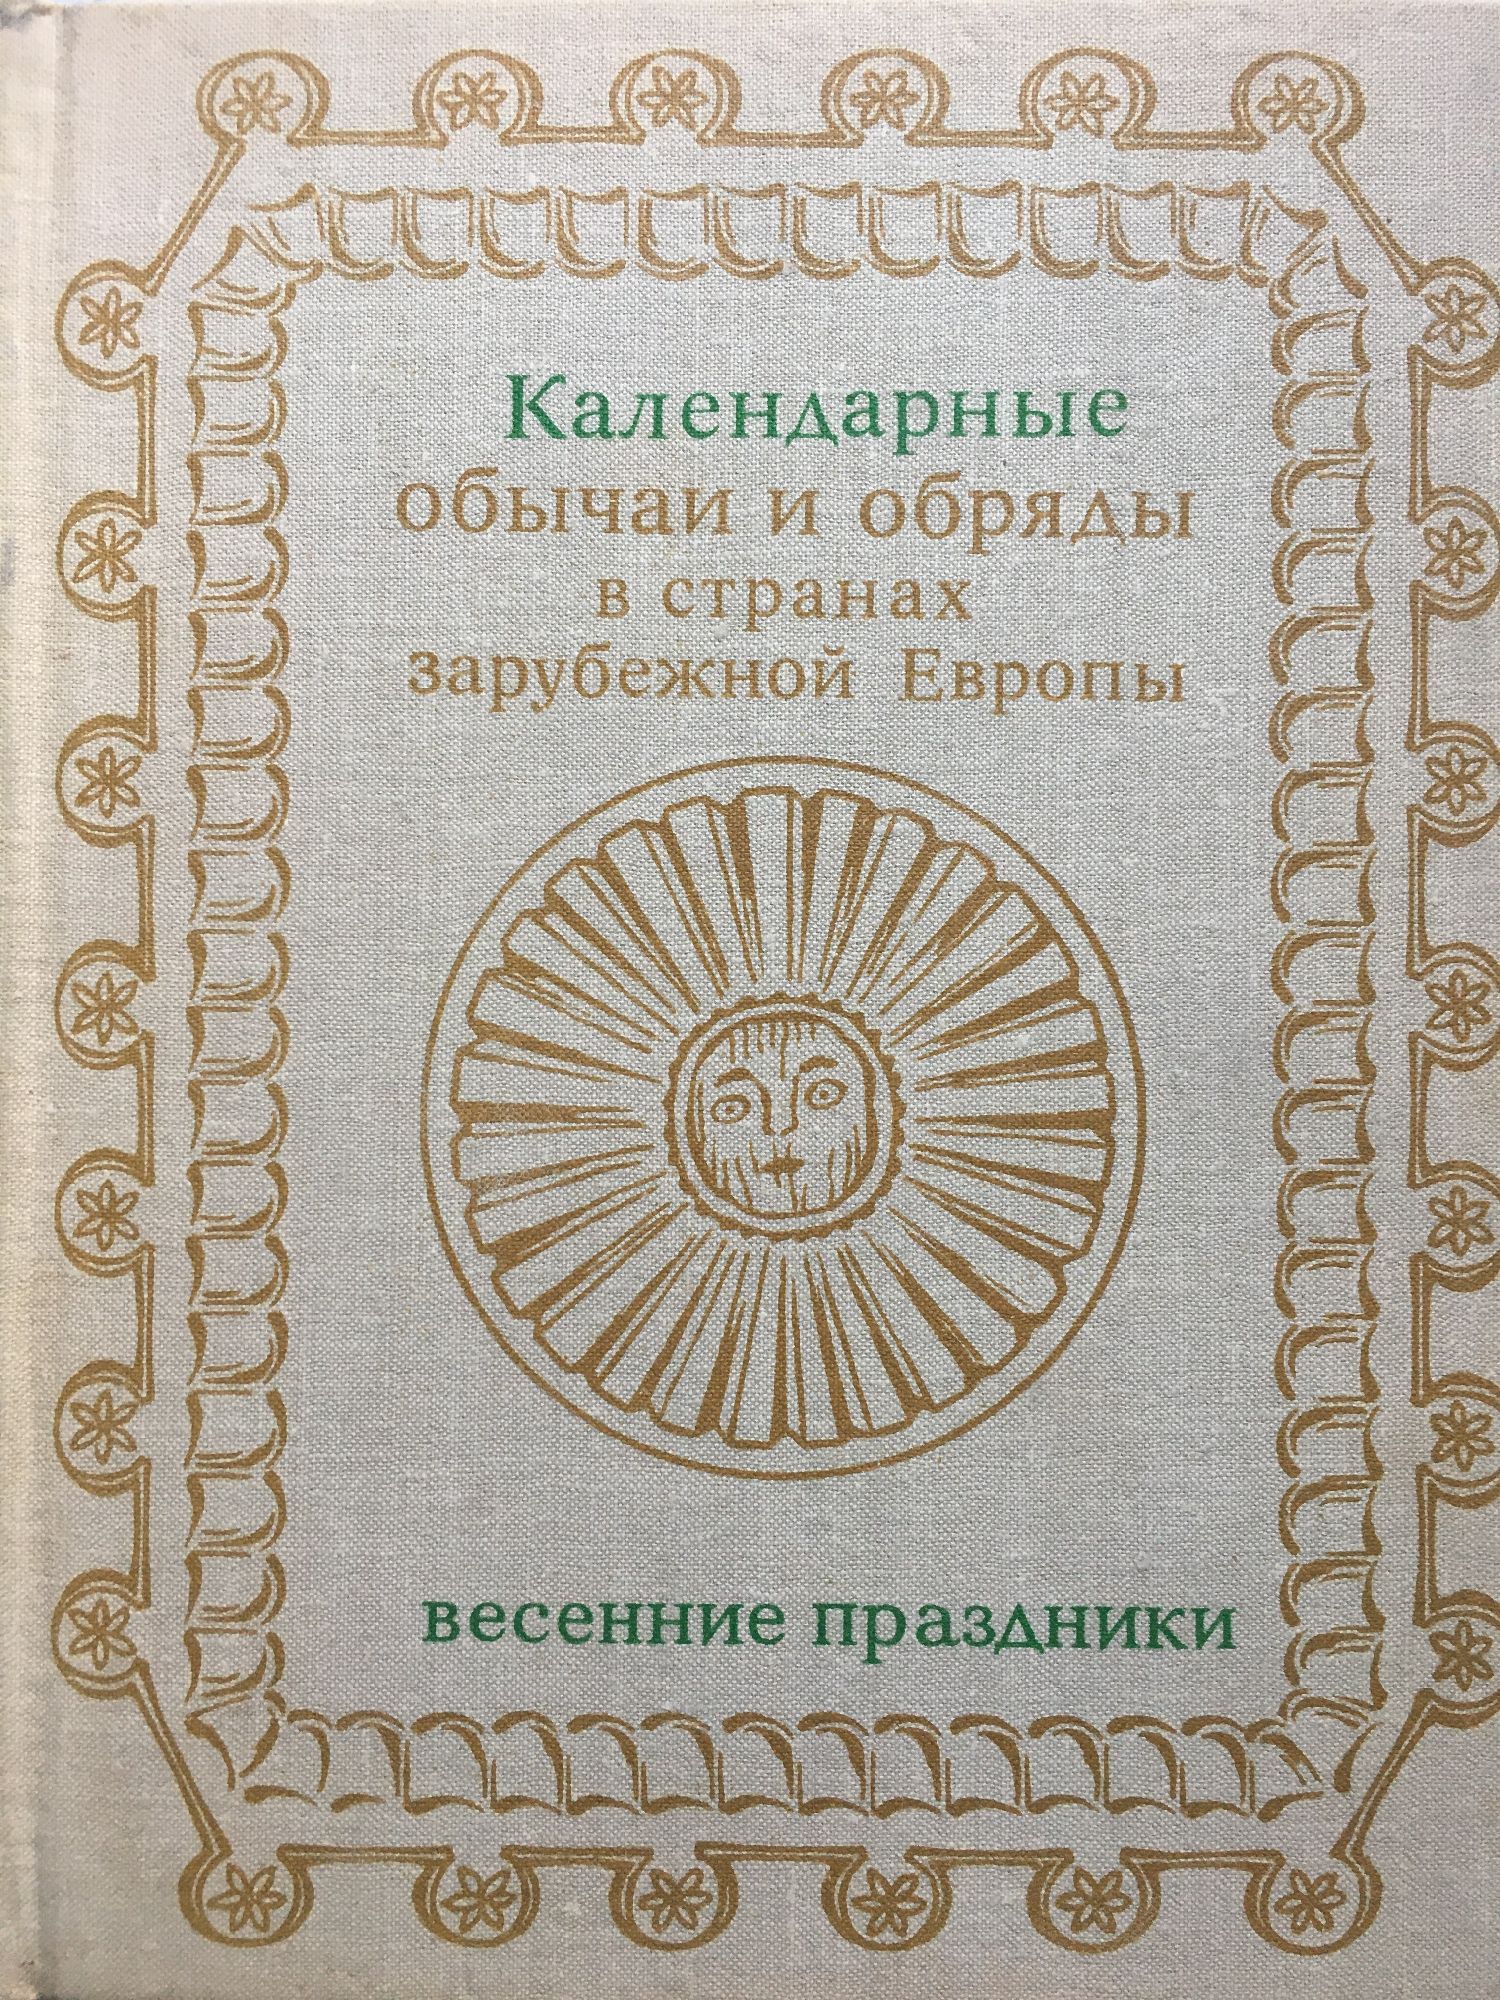 Календарные
обычаи и обряды
в странах
зарубежной Европы
весенние праздники